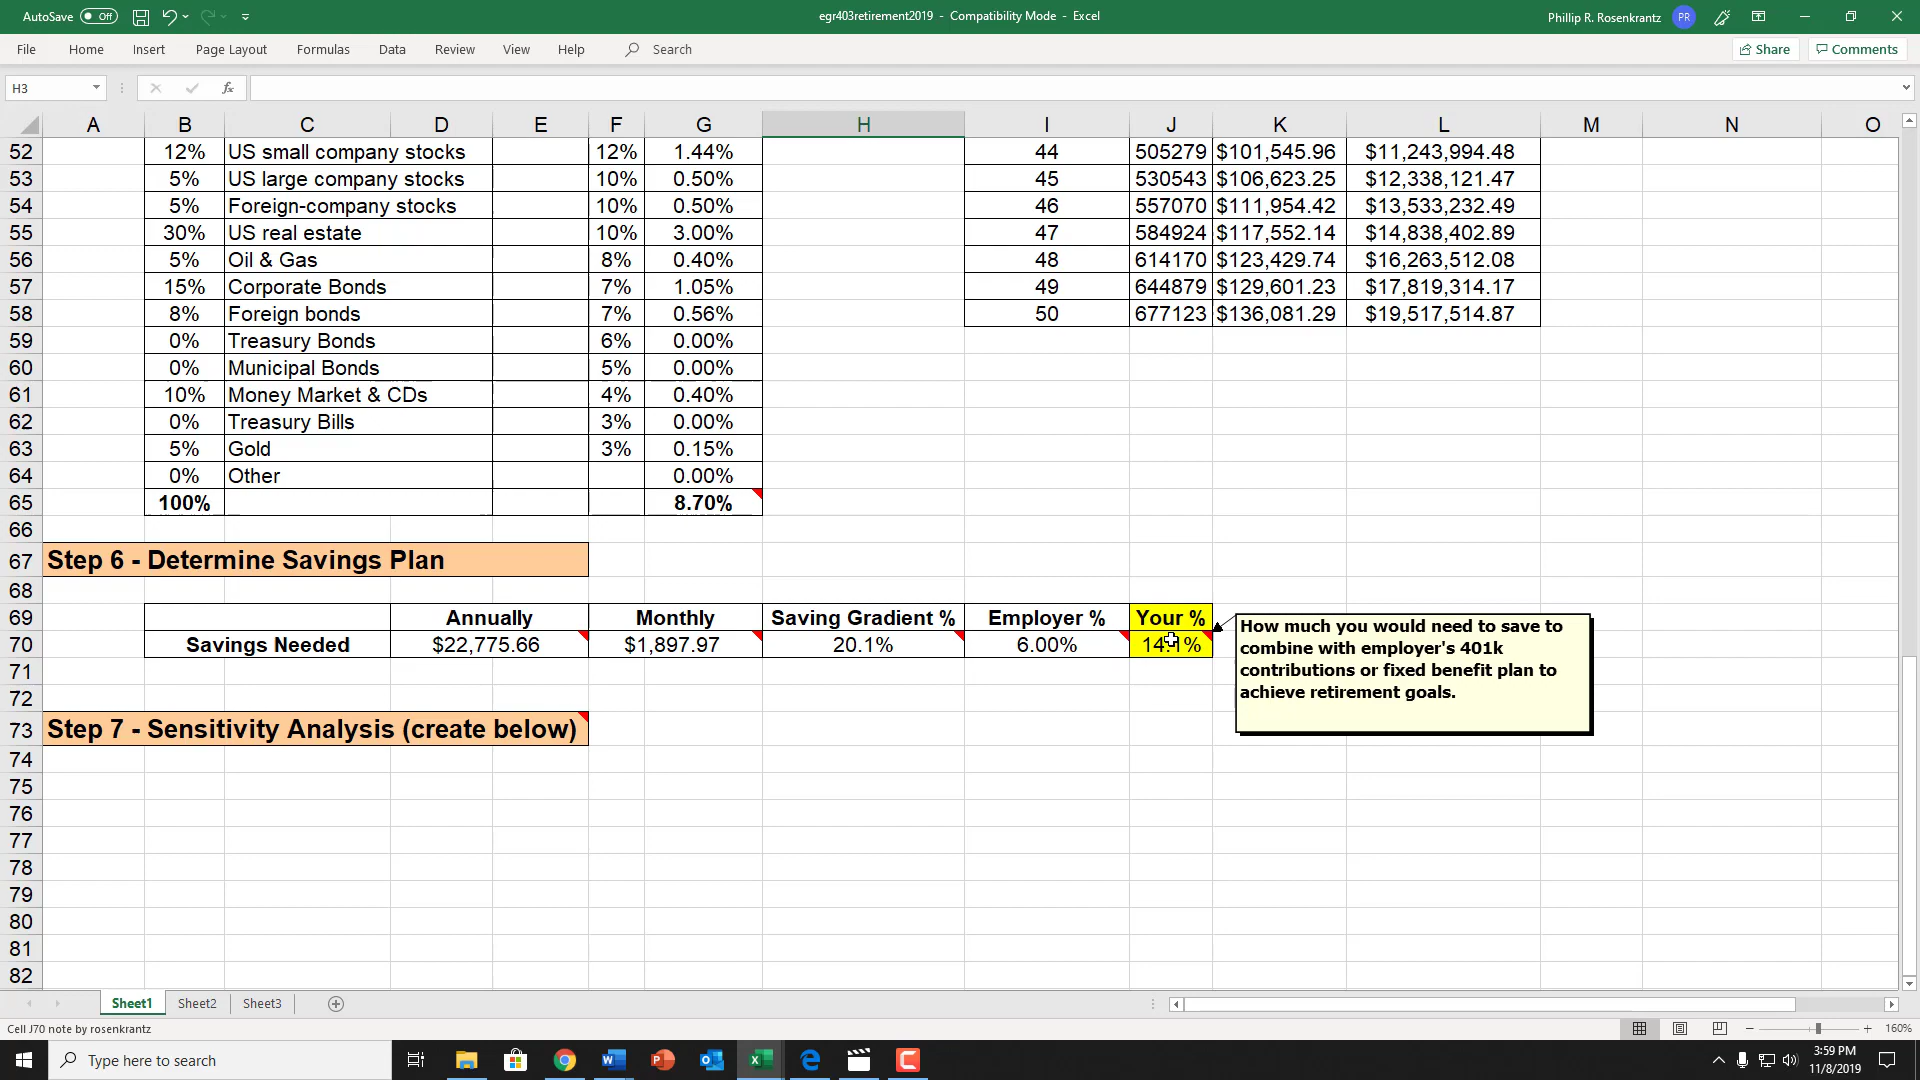 AutoSave Off
egr403retirement2019 - Compatibility Mode - Excel
Phillip R. Rosenkrantz PR
File Home Insert Page Layout Formulas Data Review View Help Search
Share Comments
H3
fx
A B C D E F G H I J K L M N O
52 12% US small company stocks 12% 1.44% 44 505279 $101,545.96 $11,243,994.48
53 5% US large company stocks 10% 0.50% 45 530543 $106,623.25 $12,338,121.47
54 5% Foreign-company stocks 10% 0.50% 46 557070 $111,954.42 $13,533,232.49
55 30% US real estate 10% 3.00% 47 584924 $117,552.14 $14,838,402.89
56 5% Oil & Gas 8% 0.40% 48 614170 $123,429.74 $16,263,512.08
57 15% Corporate Bonds 7% 1.05% 49 644879 $129,601.23 $17,819,314.17
58 8% Foreign bonds 7% 0.56% 50 677123 $136,081.29 $19,517,514.87
59 0% Treasury Bonds 6% 0.00%
60 0% Municipal Bonds 5% 0.00%
61 10% Money Market & CDs 4% 0.40%
62 0% Treasury Bills 3% 0.00%
63 5% Gold 3% 0.15%
64 0% Other 0.00%
65 100% 8.70%
66
67 Step 6 - Determine Savings Plan
68
69 Annually Monthly Saving Gradient % Employer % Your %
70 Savings Needed $22,775.66 $1,897.97 20.1% 6.00% 14.1%
How much you would need to save to
combine with employer's 401k
contributions or fixed benefit plan to
achieve retirement goals.
71
72
73 Step 7 - Sensitivity Analysis (create below)
74
75
76
77
78
79
80
81
82
Sheet1 Sheet2 Sheet3
Cell J70 note by rosenkrantz
160%
Type here to search
3:59 PM
11/8/2019